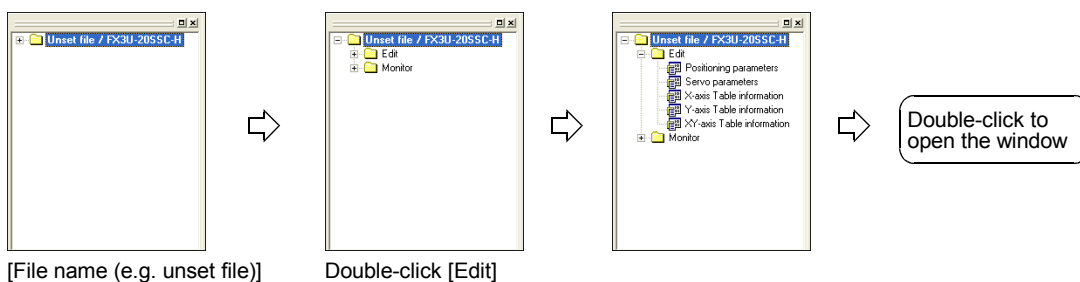 Unset file / FX3U-20SSC-H
Unset file / FX3U-20SSC-H
Edit
Monitor
Unset file / FX3U-20SSC-H
Edit
Positioning parameters
Servo parameters
X-axis Table information
Y-axis Table information
XY-axis Table information
Monitor
Double-click to
open the window
[File name (e.g. unset file)]
Double-click [Edit]